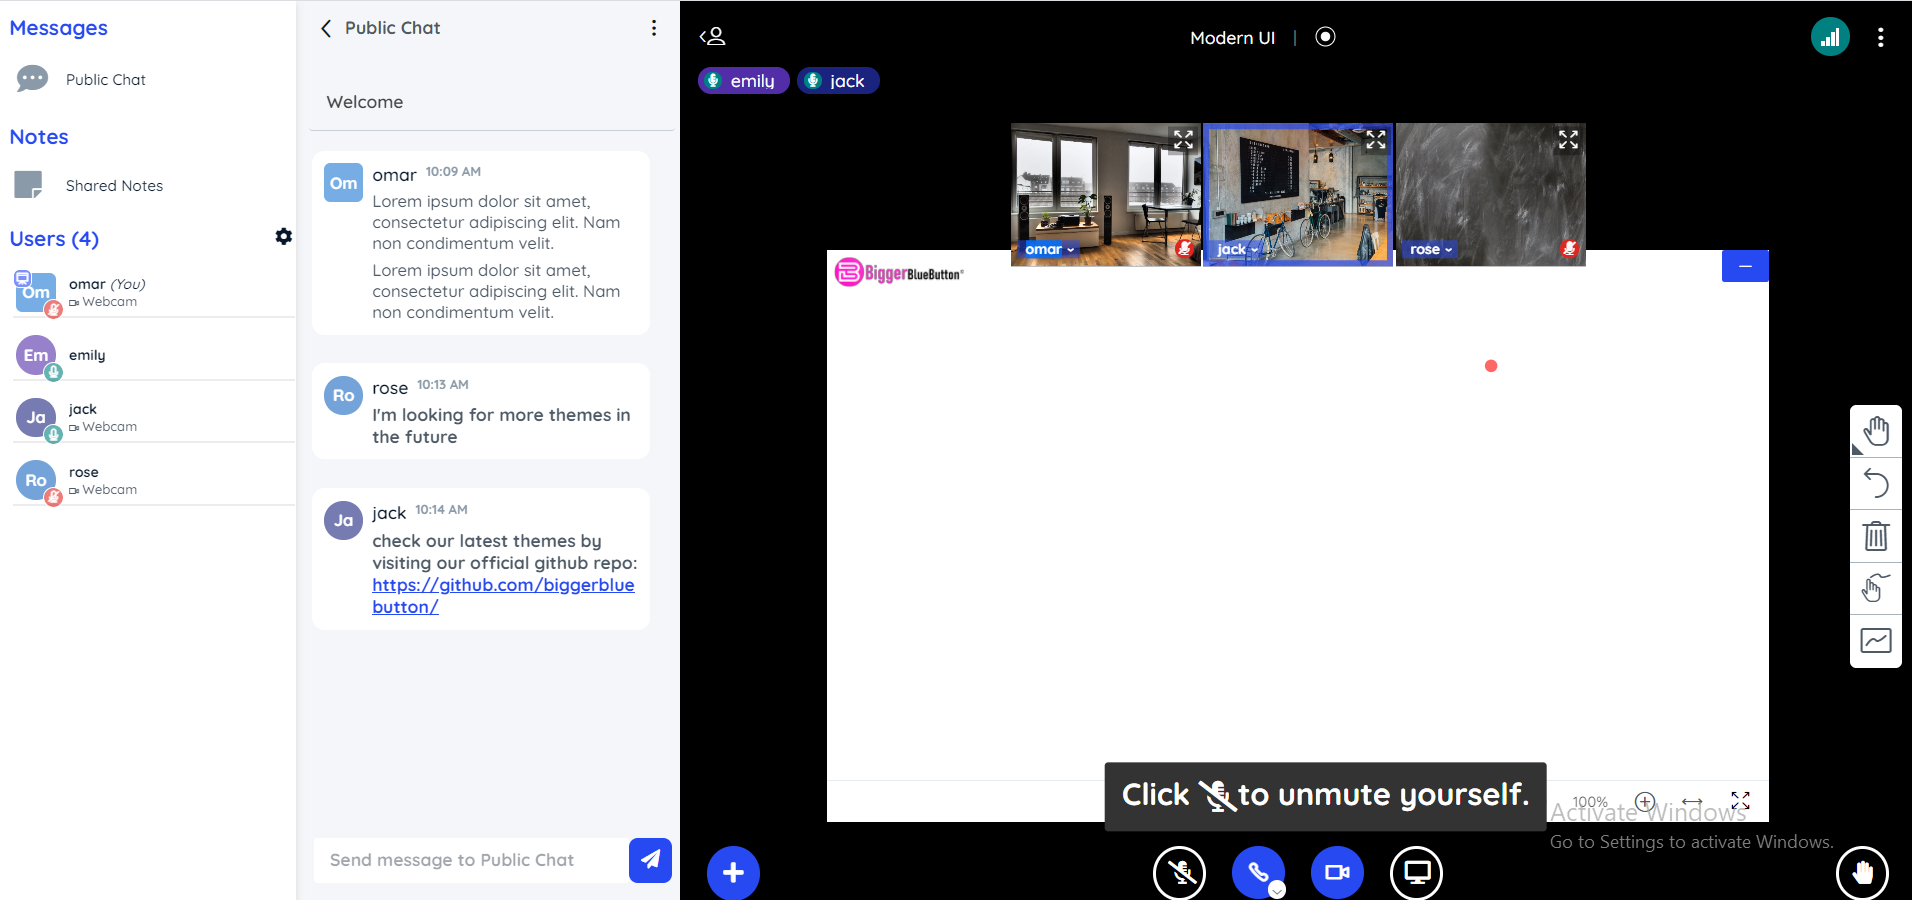 Messages
Public Chat
Notes
Shared Notes
Users (4)
Om
omar (You)
Webcam
Em
emily
Ja
jack
Webcam
Ro
rose
Webcam
Public Chat
Welcome
Om
omar 10:09 AM
Lorem ipsum dolor sit amet,
consectetur adipiscing elit. Nam
non condimentum velit.
Lorem ipsum dolor sit amet,
consectetur adipiscing elit. Nam
non condimentum velit.
Ro
rose 10:13 AM
I'm looking for more themes in
the future
Ja
jack 10:14 AM
check our latest themes by
visiting our official github repo:
https://github.com/biggerblue
button/
Send message to Public Chat
Modern UI |
emily jack
omar
jack
rose
BiggerBlueButton®
Click to unmute yourself.
100%
Activate Windows
Go to Settings to activate Windows.